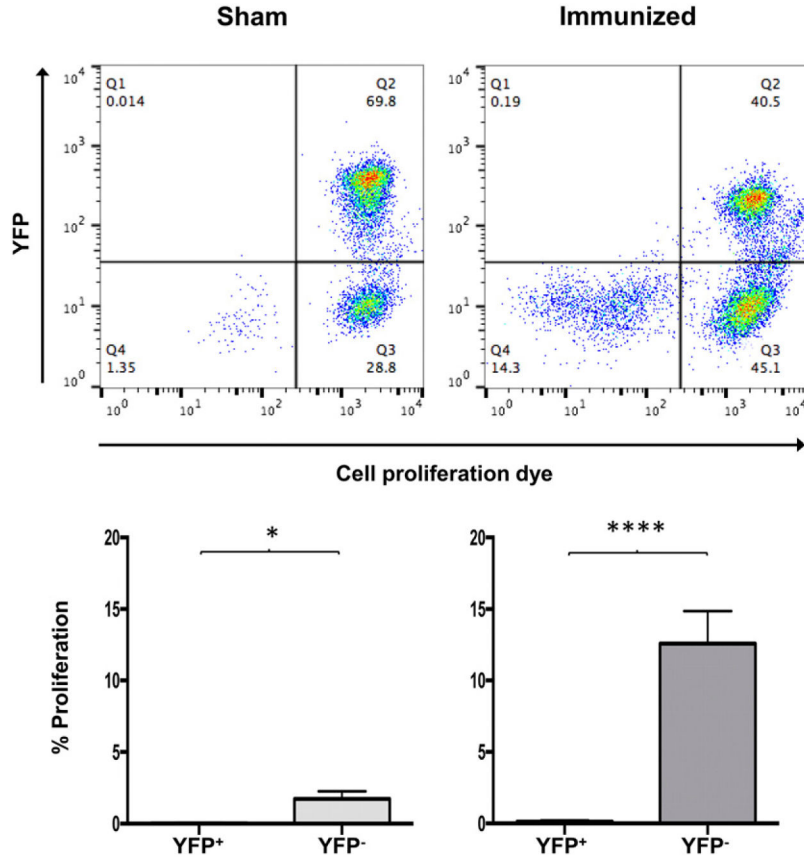 Sham
Immunized
Q1
0.014
Q2
69.8
Q4
1.35
Q3
28.8
10⁴
10³
10²
10¹
10⁰
10⁰ 10¹ 10² 10³ 10⁴
YFP
Q1
0.19
Q2
40.5
Q4
14.3
Q3
45.1
10⁴
10³
10²
10¹
10⁰
10⁰ 10¹ 10² 10³ 10⁴
Cell proliferation dye
% Proliferation
20
15
10
5
0
*
YFP⁺ YFP⁻
20
15
10
5
0
****
YFP⁺ YFP⁻